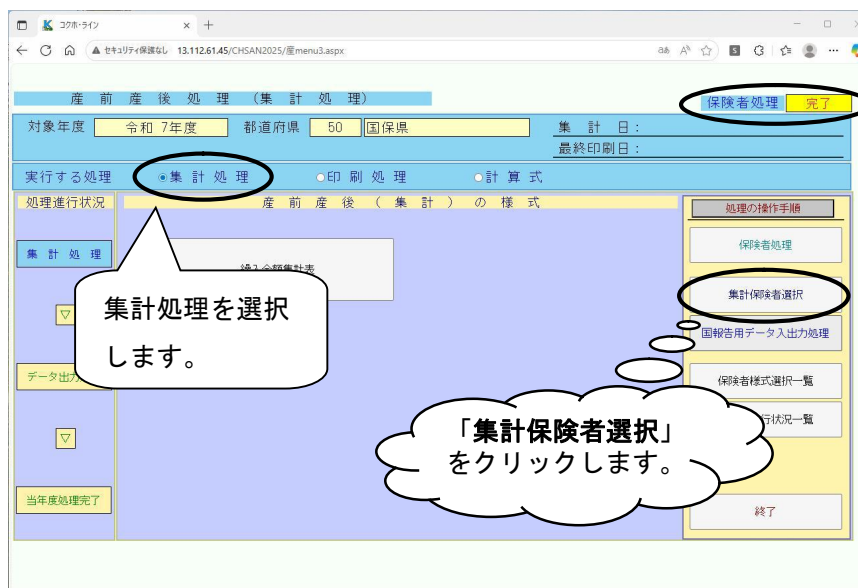 コクホ・ライン
セキュリティ保護なし 13.112.61.45/CHSAN2025/産menu3.aspx
産前産後処理（集計処理）
保険者処理 完了
対象年度 令和 7年度 都道府県 50 国保県
集計日：
最終印刷日：
実行する処理 集計処理 印刷処理 計算式
処理進行状況
産前産後（集計）の様式
処理の操作手順
集計処理
保険者処理
集計保険者選択
国報告用データ入出力処理
保険者様式選択一覧
行状況一覧
終了
▽
データ出力
▽
当年度処理完了
集計処理を選択
します。
「集計保険者選択」
をクリックします。